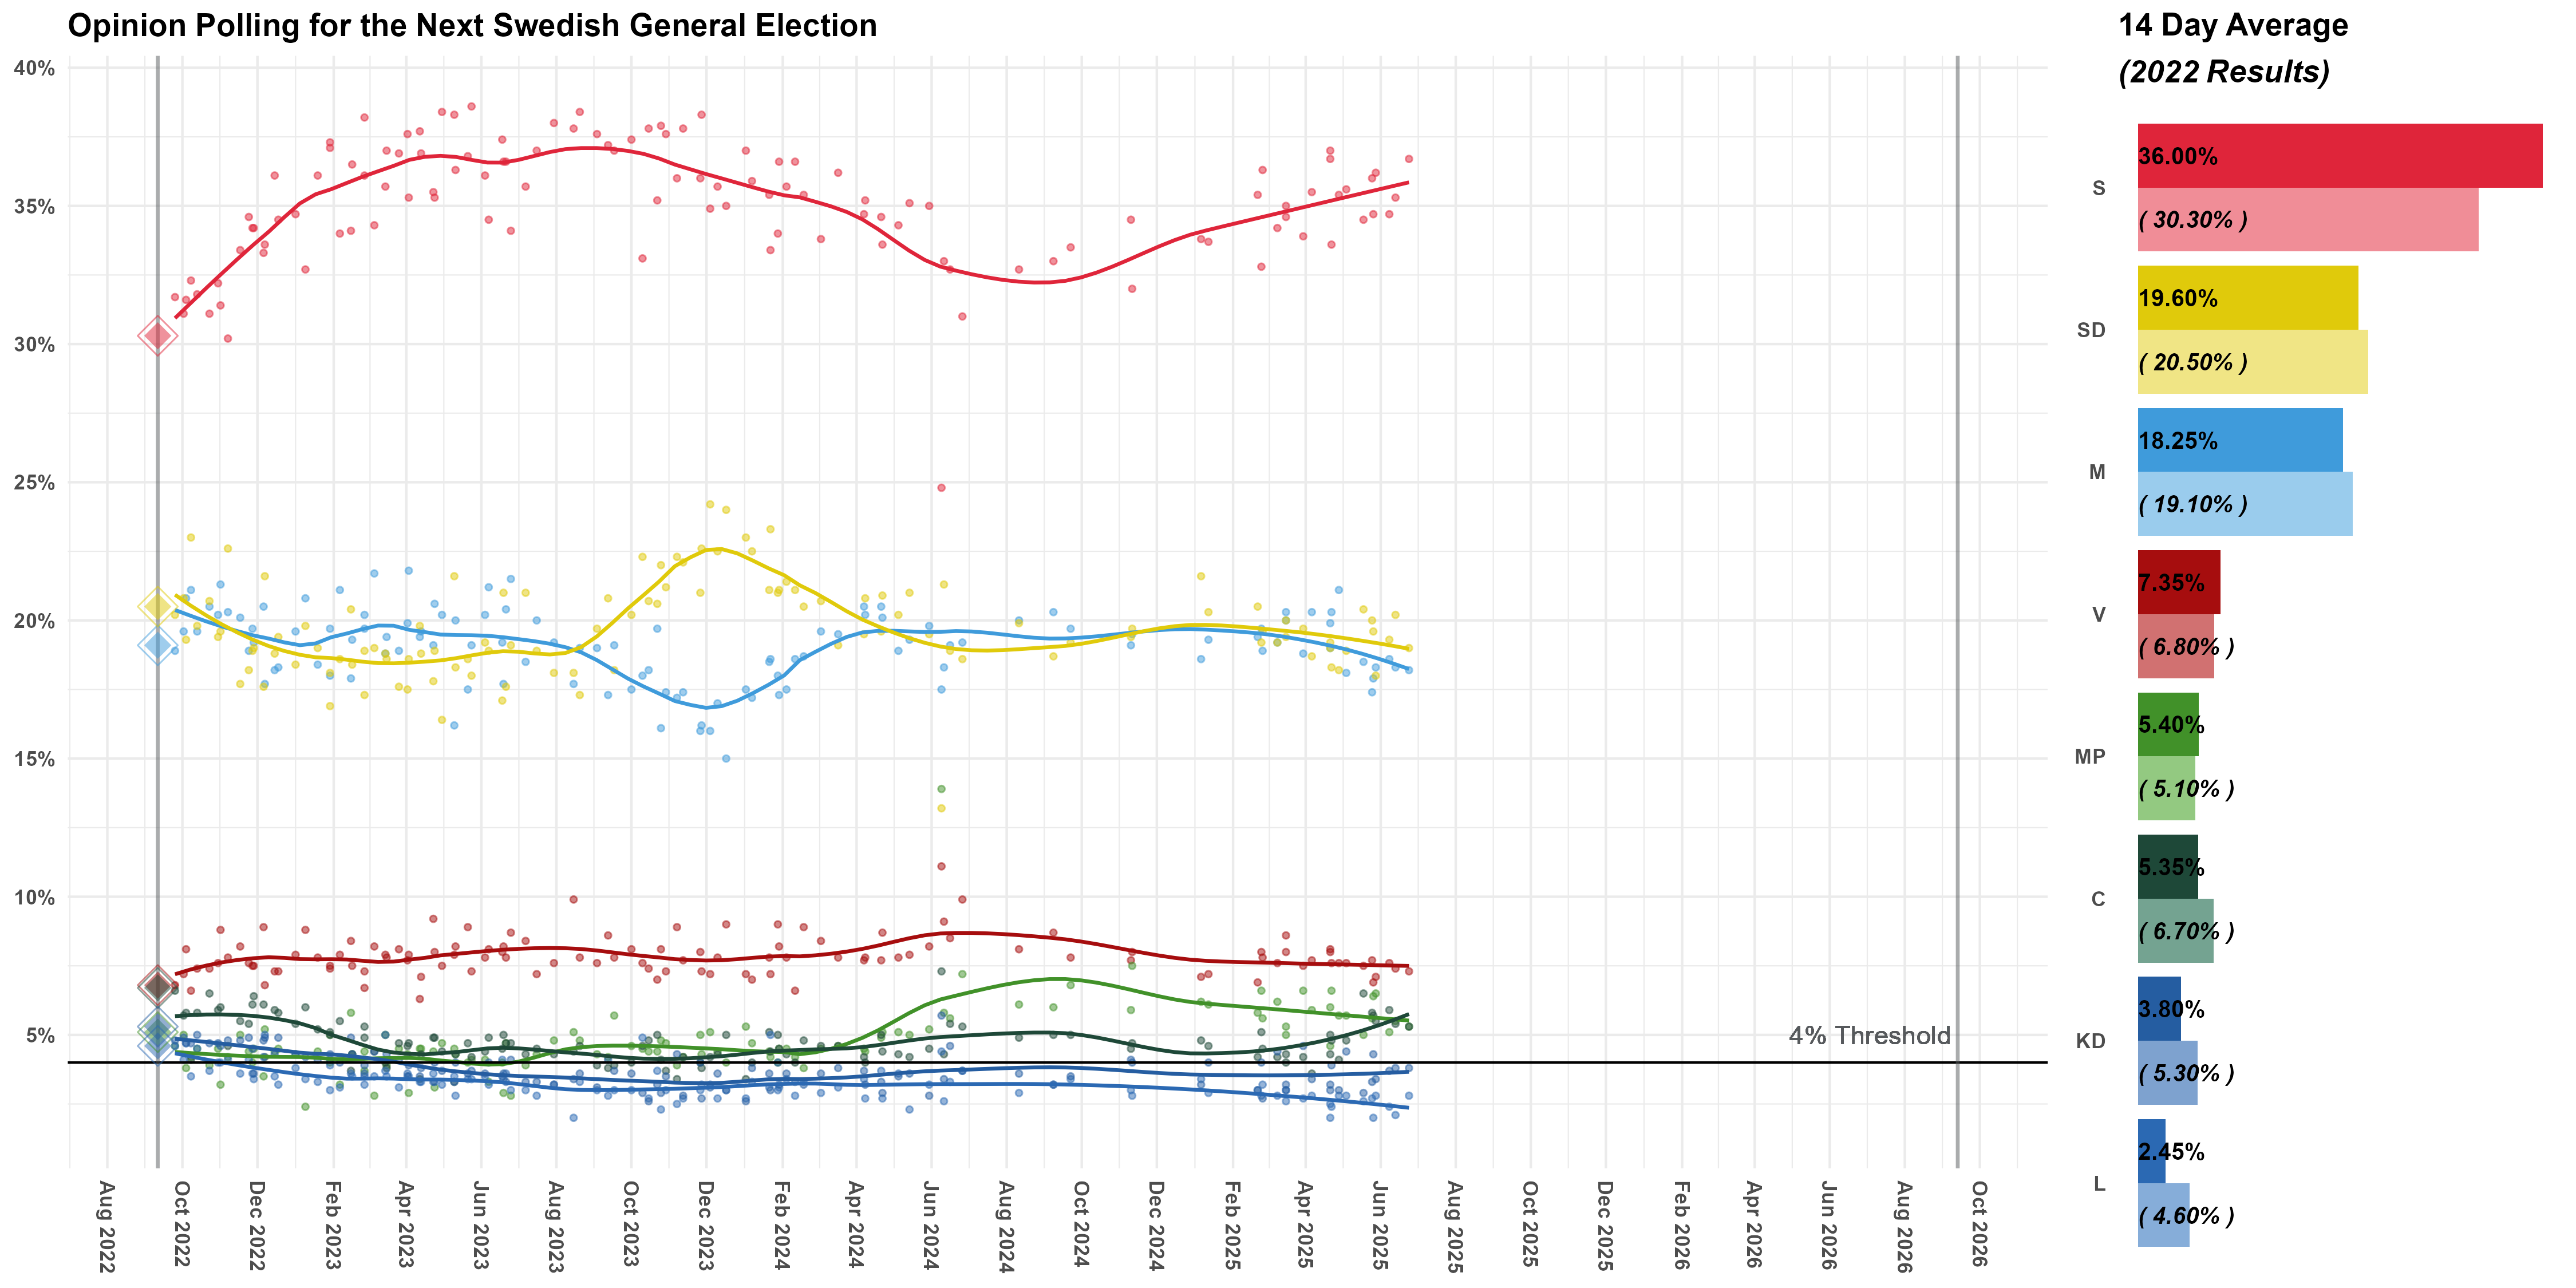 Opinion Polling for the Next Swedish General Election
40%
35%
30%
25%
20%
15%
10%
5%
4% Threshold
Aug 2022
Oct 2022
Dec 2022
Feb 2023
Apr 2023
Jun 2023
Aug 2023
Oct 2023
Dec 2023
Feb 2024
Apr 2024
Jun 2024
Aug 2024
Oct 2024
Dec 2024
Feb 2025
Apr 2025
Jun 2025
Aug 2025
Oct 2025
Dec 2025
Feb 2026
Apr 2026
Jun 2026
Aug 2026
Oct 2026
14 Day Average
(2022 Results)
S
36.00%
( 30.30% )
SD
19.60%
( 20.50% )
M
18.25%
( 19.10% )
V
7.35%
( 6.80% )
MP
5.40%
( 5.10% )
C
5.35%
( 6.70% )
KD
3.80%
( 5.30% )
L
2.45%
( 4.60% )